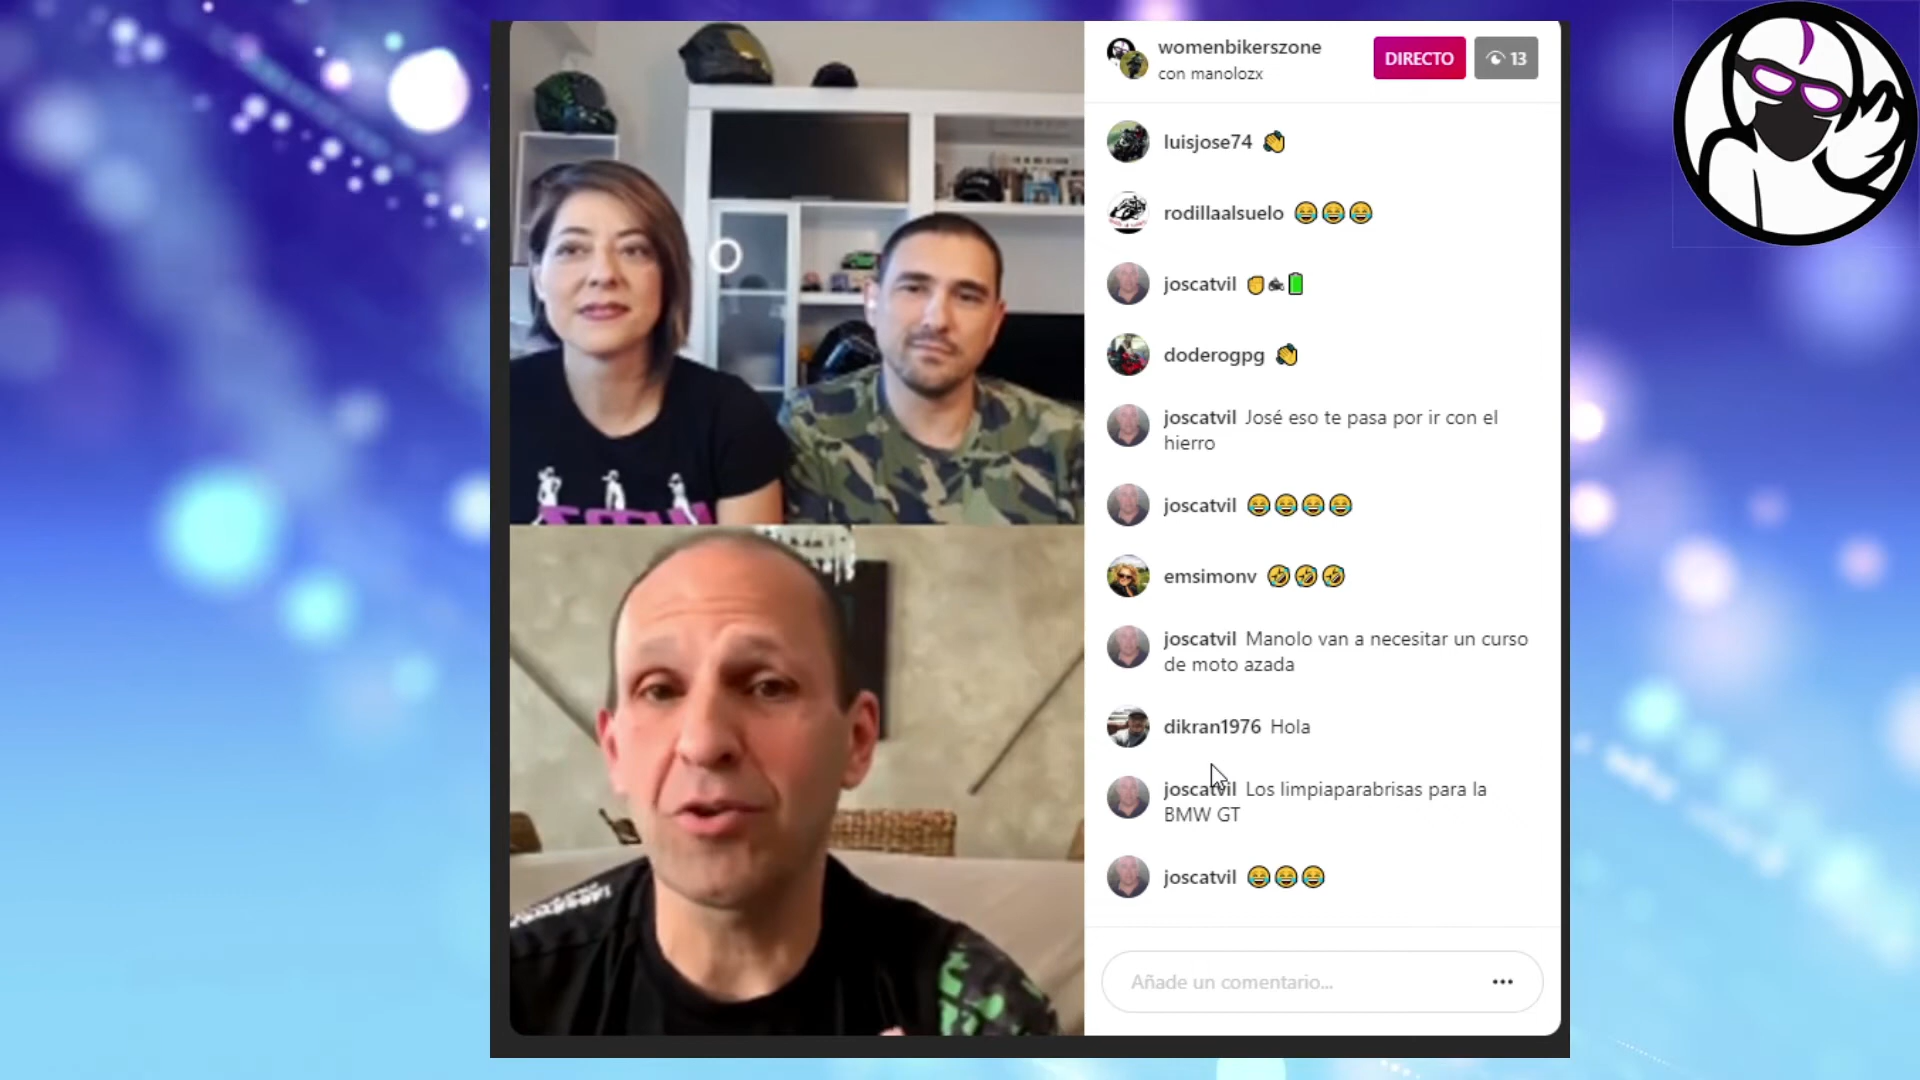 womenbikerszone
con manolozx
DIRECTO
13
luisjose74 👏
rodillaalsuelo 😂😂😂
joscatvil ✊🏍🔋
doderogpg 👏
joscatvil José eso te pasa por ir con el
hierro
joscatvil 😂😂😂😂
emsimonv 🤣🤣🤣
joscatvil Manolo van a necesitar un curso
de moto azada
dikran1976 Hola
joscatvil Los limpiaparabrisas para la
BMW GT
joscatvil 😂😂😂
Añade un comentario...